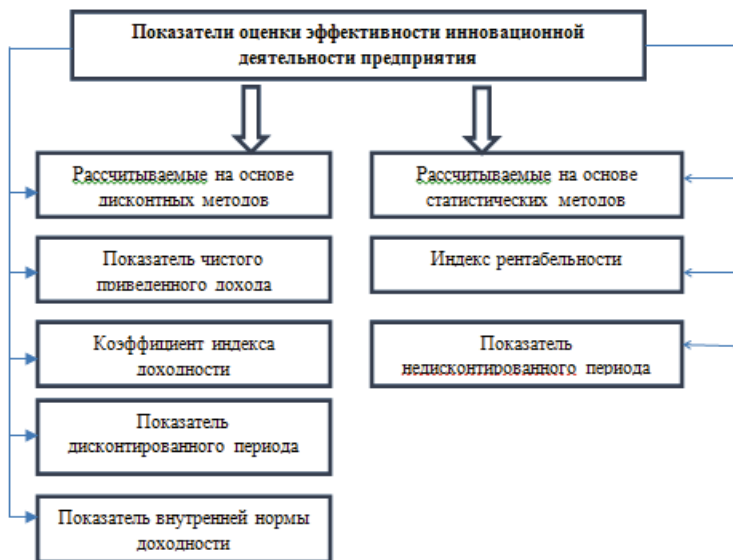 Показатели оценки эффективности инновационной
деятельности предприятия
Рассчитываемые на основе
дисконтных методов
Показатель чистого
приведенного дохода
Коэффициент индекса
доходности
Показатель
дисконтированного периода
Показатель внутренней нормы
доходности
Рассчитываемые на основе
статистических методов
Индекс рентабельности
Показатель
недисконтированного периода